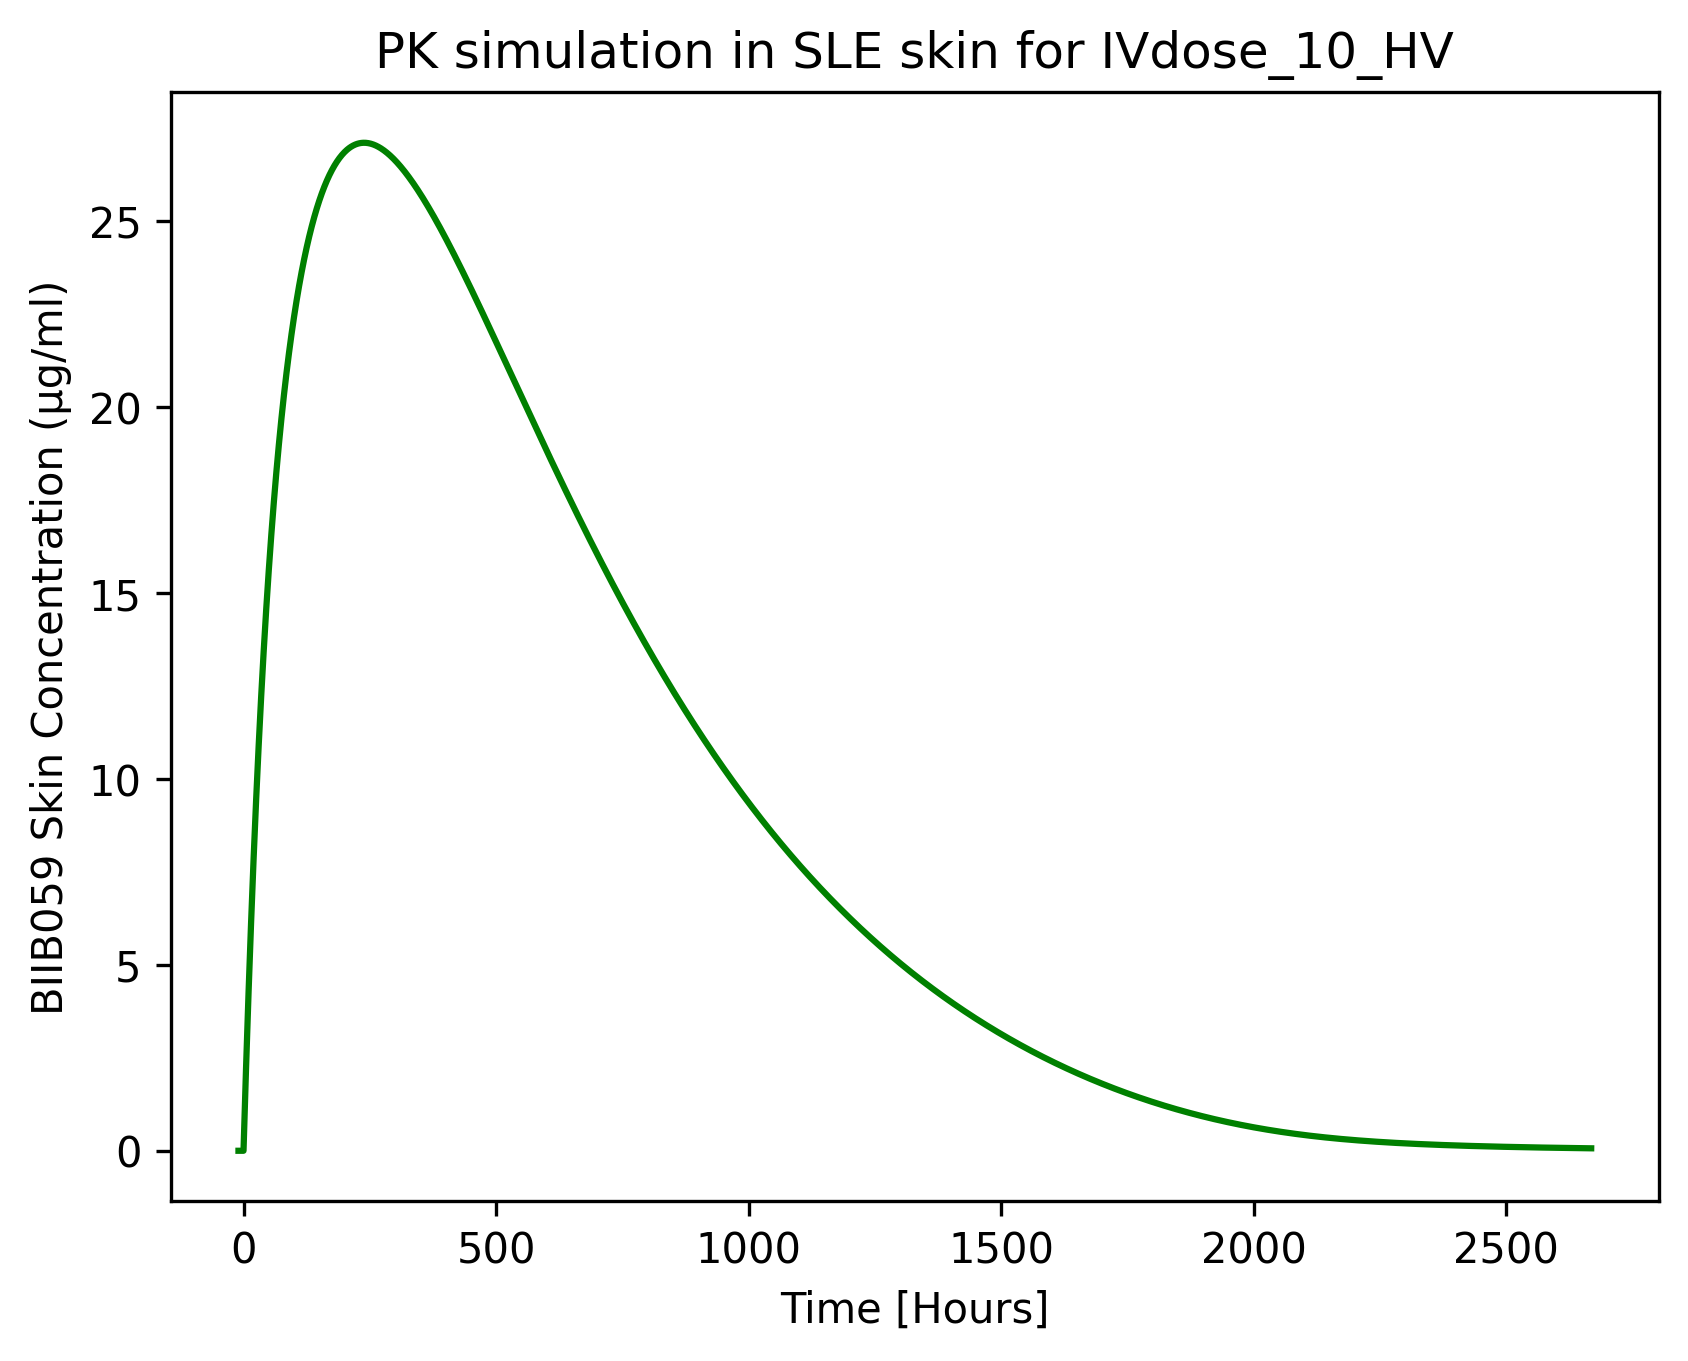 PK simulation in SLE skin for IVdose_10_HV
BIIB059 Skin Concentration (µg/ml)
25
20
15
10
5
0
0 500 1000 1500 2000 2500
Time [Hours]